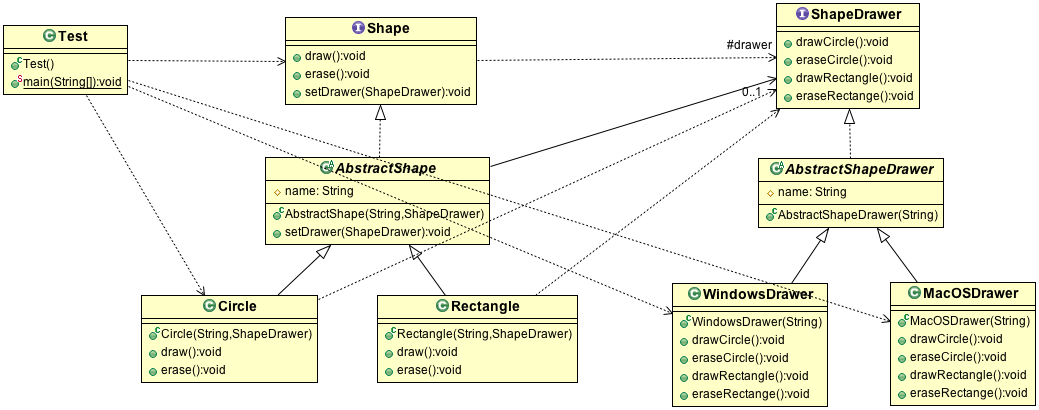 Test
Test()
main(String[]):void
Shape
draw():void
erase():void
setDrawer(ShapeDrawer):void
#drawer
0..1
ShapeDrawer
drawCircle():void
eraseCircle():void
drawRectangle():void
eraseRectange():void
AbstractShape
name: String
AbstractShape(String,ShapeDrawer)
setDrawer(ShapeDrawer):void
AbstractShapeDrawer
name: String
AbstractShapeDrawer(String)
Circle
Circle(String,ShapeDrawer)
draw():void
erase():void
Rectangle
Rectangle(String,ShapeDrawer)
draw():void
erase():void
WindowsDrawer
WindowsDrawer(String)
drawCircle():void
eraseCircle():void
drawRectangle():void
eraseRectange():void
MacOSDrawer
MacOSDrawer(String)
drawCircle():void
eraseCircle():void
drawRectangle():void
eraseRectange():void